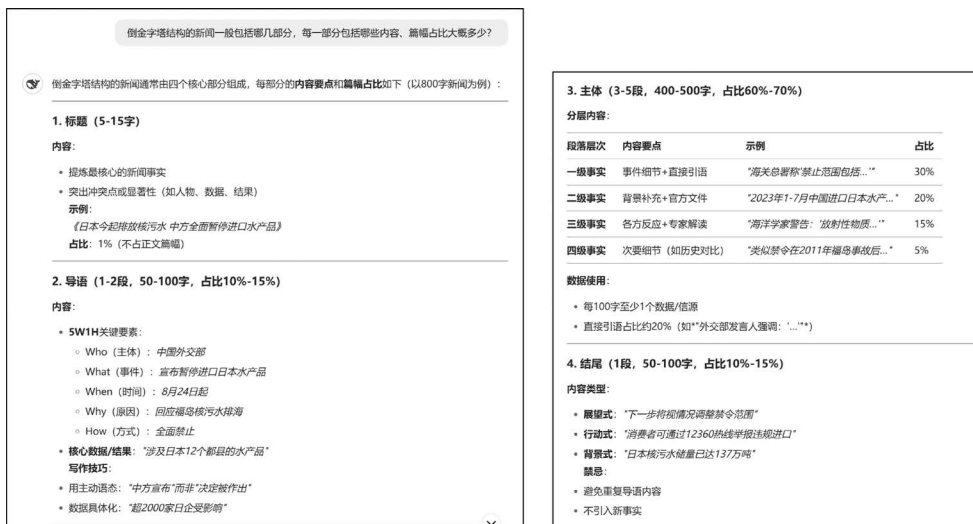 倒金字塔结构的新闻一般包括哪几部分，每一部分包括哪些内容、篇幅占比大概多少？
倒金字塔结构的新闻通常由四个核心部分组成，每部分的内容要点和篇幅占比如下（以800字新闻为例）：
1. 标题（5-15字）
内容：
• 提炼最核心的新闻事实
• 突出冲突点或显著性（如人物、数据、结果）
示例：
《日本今起排放核污水 中方全面暂停进口水产品》
占比：1%（不占正文篇幅）
2. 导语（1-2段，50-100字，占比10%-15%）
内容：
• 5W1H关键要素：
◦ Who（主体）：中国外交部
◦ What（事件）：宣布暂停进口日本水产品
◦ When（时间）：8月24日起
◦ Why（原因）：回应福岛核污水排海
◦ How（方式）：全面禁止
• 核心数据/结果："涉及日本12个都县的水产品"
写作技巧：
• 用主动语态："中方宣布"而非"决定被作出"
• 数据具体化："超2000家日企受影响"
3. 主体（3-5段，400-500字，占比60%-70%）
分层内容：
段落层次 内容要点 示例 占比
一级事实 事件细节+直接引语 "海关总署称'禁止范围包括...'" 30%
二级事实 背景补充+官方文件 "2023年1-7月中国进口日本水产..." 20%
三级事实 各方反应+专家解读 "海洋学家警告：'放射性物质...'" 15%
四级事实 次要细节（如历史对比） "类似禁令在2011年福岛事故后..." 5%
数据使用：
• 每100字至少1个数据/信源
• 直接引语占比约20%（如*"外交部发言人强调：'...'"*）
4. 结尾（1段，50-100字，占比10%-15%）
内容类型：
• 展望式："下一步将视情况调整禁令范围"
• 行动式："消费者可通过12360热线举报违规进口"
• 背景式："日本核污水储量已达137万吨"
禁忌：
• 避免重复导语内容
• 不引入新事实